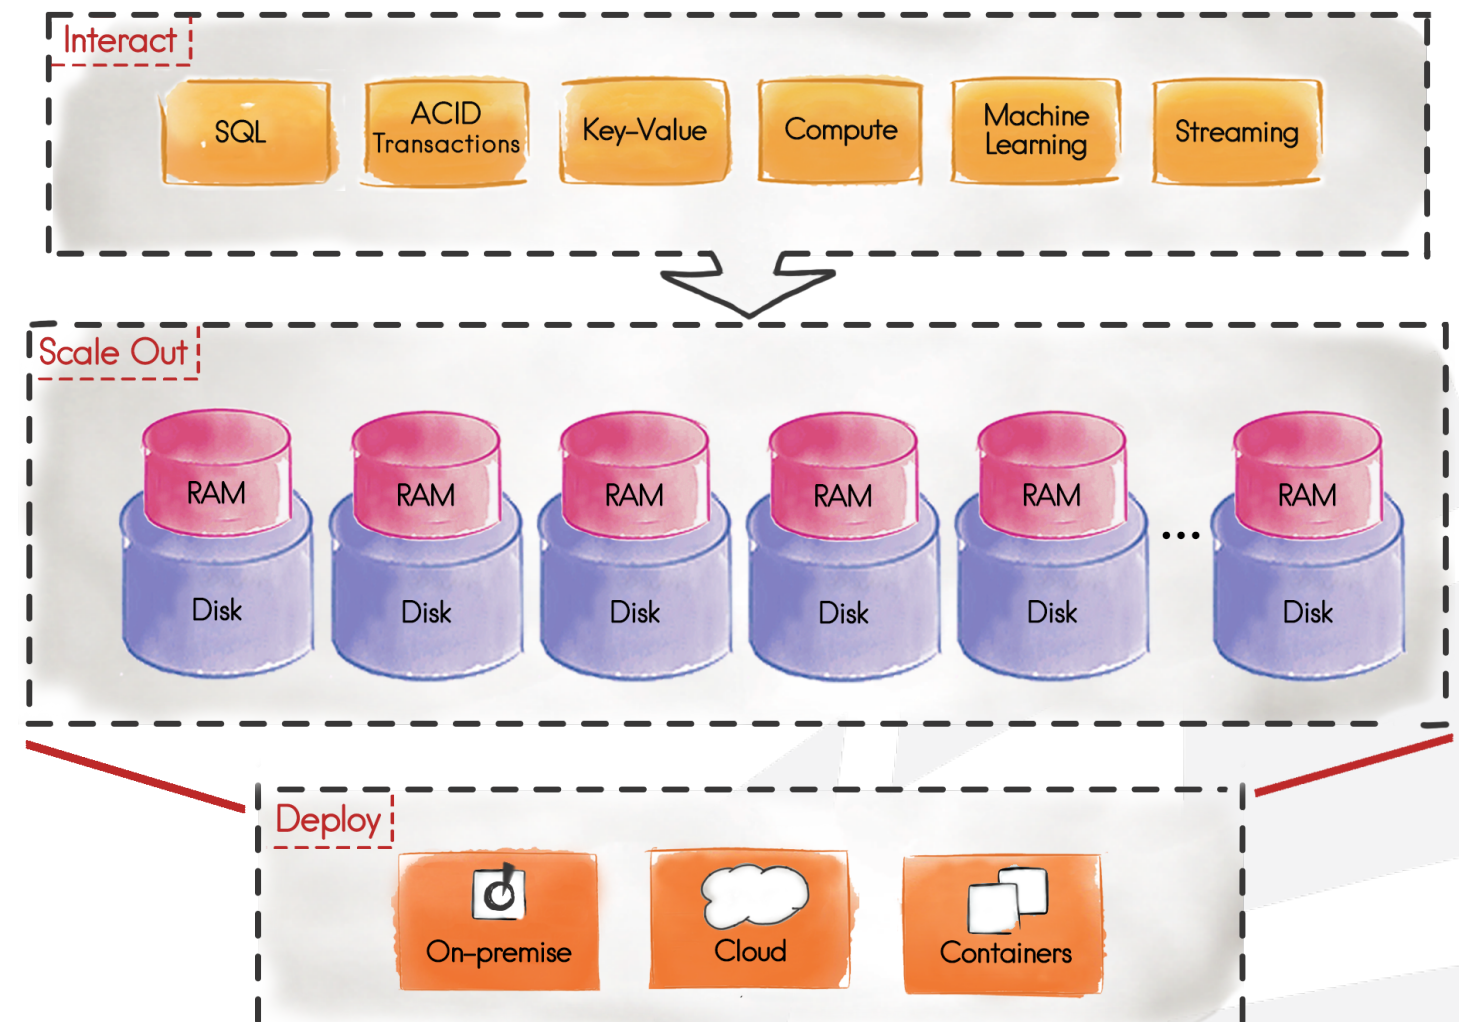 Interact
SQL
ACID
Transactions
Key-Value
Compute
Machine
Learning
Streaming
Scale Out
RAM
RAM
RAM
RAM
RAM
RAM
...
Disk
Disk
Disk
Disk
Disk
Disk
Deploy
On-premise
Cloud
Containers